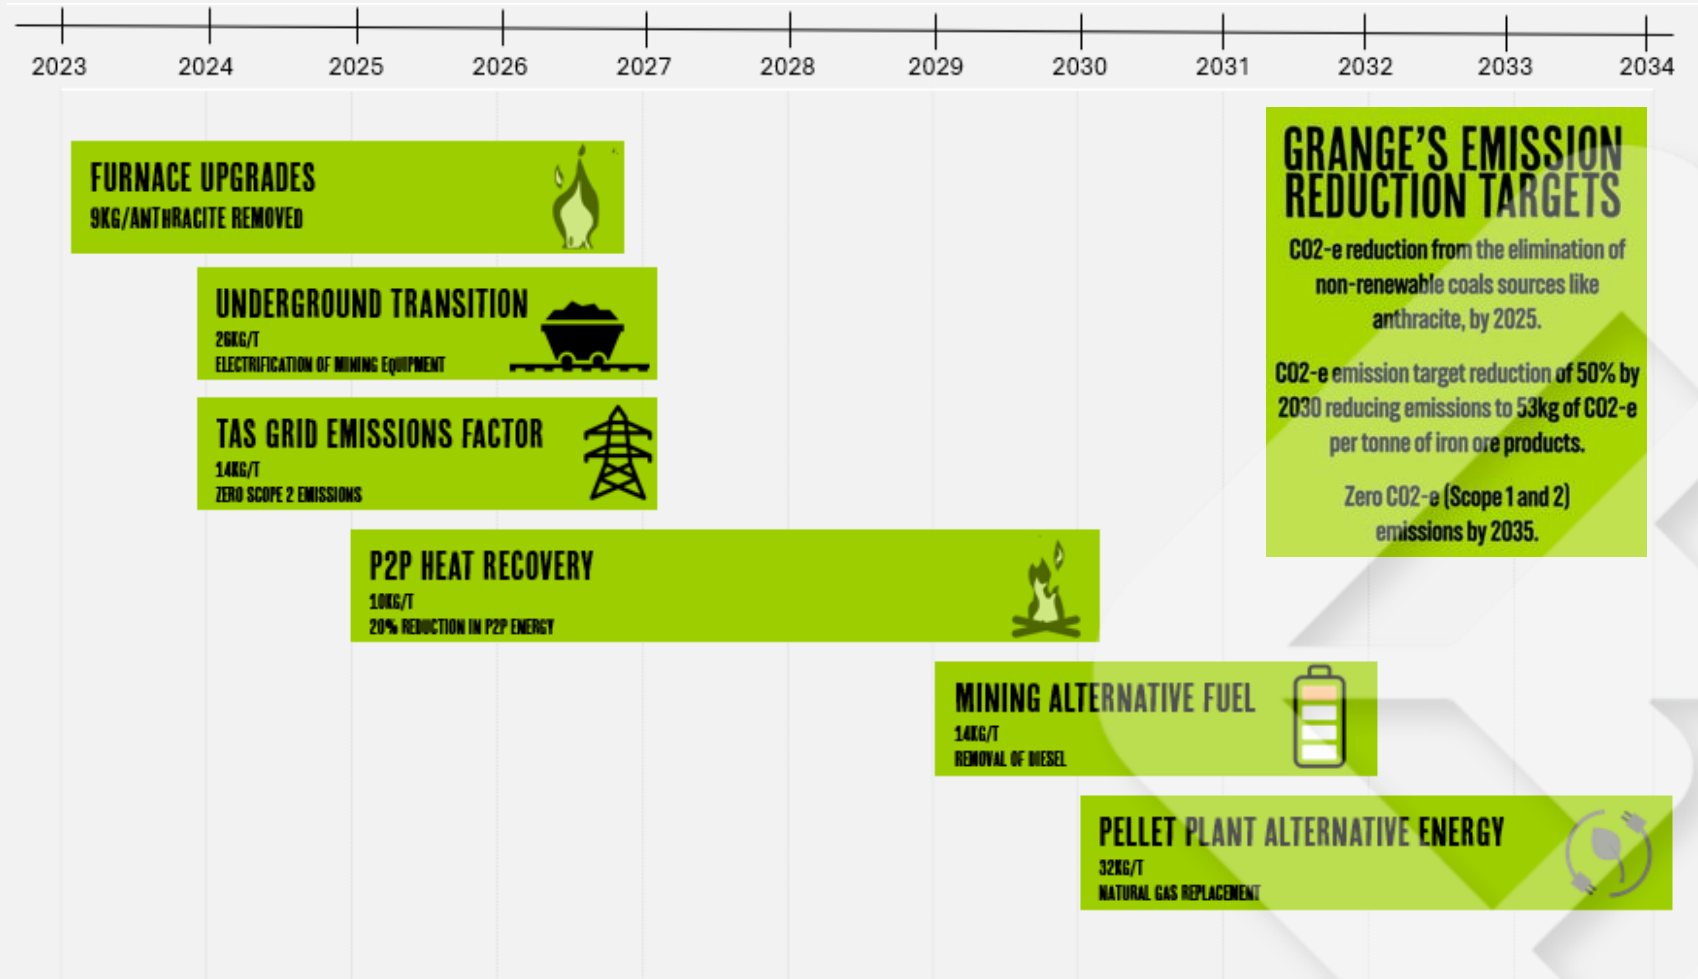 2023 2024 2025 2026 2027 2028 2029 2030 2031 2032 2033 2034
GRANGE'S EMISSION
REDUCTION TARGETS
CO2-e reduction from the elimination of
non-renewable coals sources like
anthracite, by 2025.
CO2-e emission target reduction of 50% by
2030 reducing emissions to 53kg of CO2-e
per tonne of iron ore products.
Zero CO2-e (Scope 1 and 2)
emissions by 2035.
FURNACE UPGRADES
9KG/ANTHRACITE REMOVED
UNDERGROUND TRANSITION
26KG/T
ELECTRIFICATION OF MINING EQUIPMENT
TAS GRID EMISSIONS FACTOR
14KG/T
ZERO SCOPE 2 EMISSIONS
P2P HEAT RECOVERY
10KG/T
20% REDUCTION IN P2P ENERGY
MINING ALTERNATIVE FUEL
14KG/T
REMOVAL OF DIESEL
PELLET PLANT ALTERNATIVE ENERGY
32KG/T
NATURAL GAS REPLACEMENT